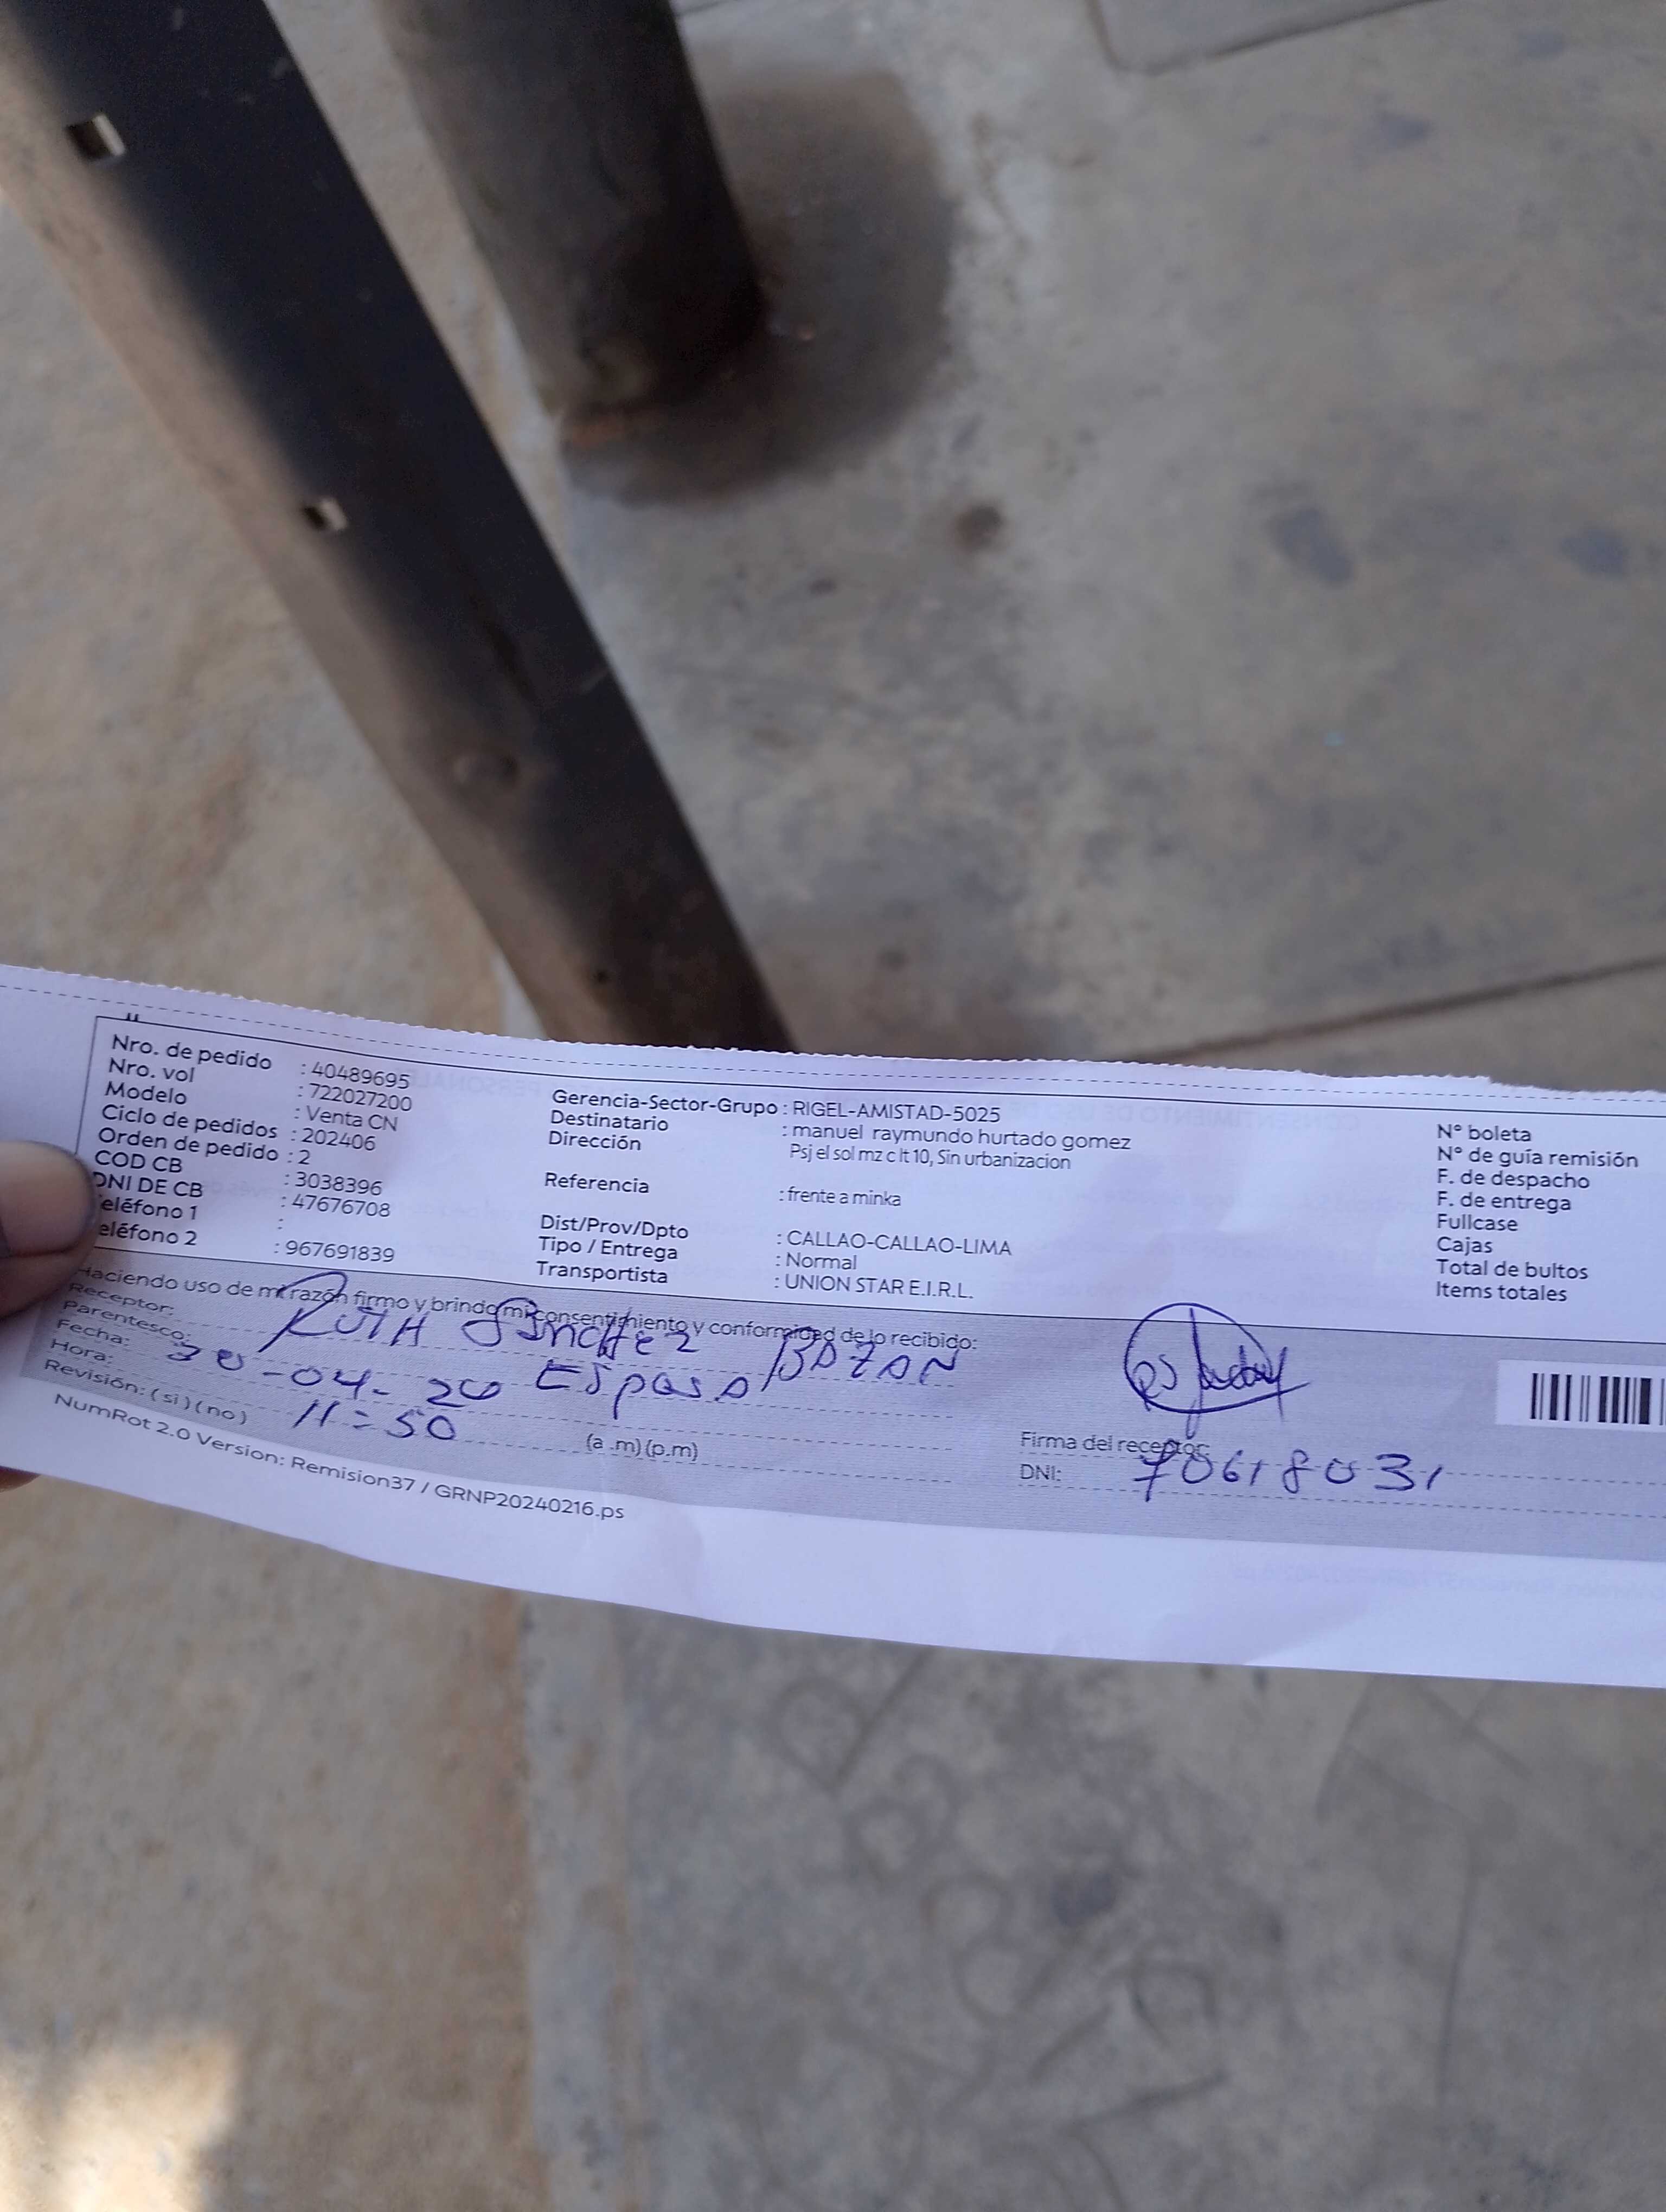 Nro. de pedido : 40489695
Nro. vol : 722027200
Modelo : Venta CN
Ciclo de pedidos : 202406
Orden de pedido : 2
COD CB : 3038396
DNI DE CB : 47676708
eléfono 1 :
eléfono 2 : 967691839
Gerencia-Sector-Grupo : RIGEL-AMISTAD-5025
Destinatario : manuel raymundo hurtado gomez
Dirección Psj el sol mz c lt 10, Sin urbanizacion
Referencia : frente a minka
Dist/Prov/Dpto : CALLAO-CALLAO-LIMA
Tipo / Entrega : Normal
Transportista : UNION STAR E.I.R.L.
N° boleta
N° de guía remisión
F. de despacho
F. de entrega
Fullcase
Cajas
Total de bultos
Items totales
Haciendo uso de mi razón firmo y brindo mi consentimiento y conformidad de lo recibido:
Receptor: RUTH SANCHEZ BAZAN
Parentesco: Esposa
Fecha: 30-04-
Hora: 11:50 (a .m) (p.m)
Revisión: ( si ) ( no )
Firma del receptor:
DNI: 70618031
NumRot 2.0 Version: Remision37 / GRNP20240216.ps